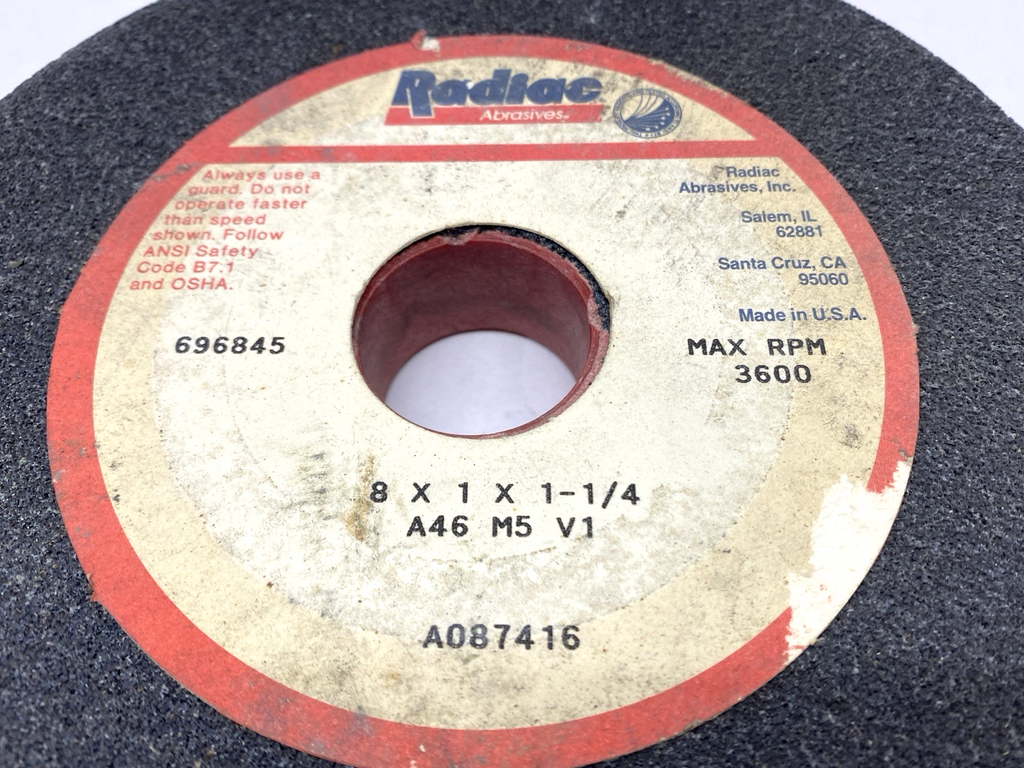 Radiac
Abrasives
Always use a
guard. Do not
operate faster
than speed
shown. Follow
ANSI Safety
Code B7.1
and OSHA.
Radiac
Abrasives, Inc.
Salem, IL
62881
Santa Cruz, CA
95060
Made in U.S.A.
696845
MAX RPM
3600
8 X 1 X 1-1/4
A46 M5 V1
A087416